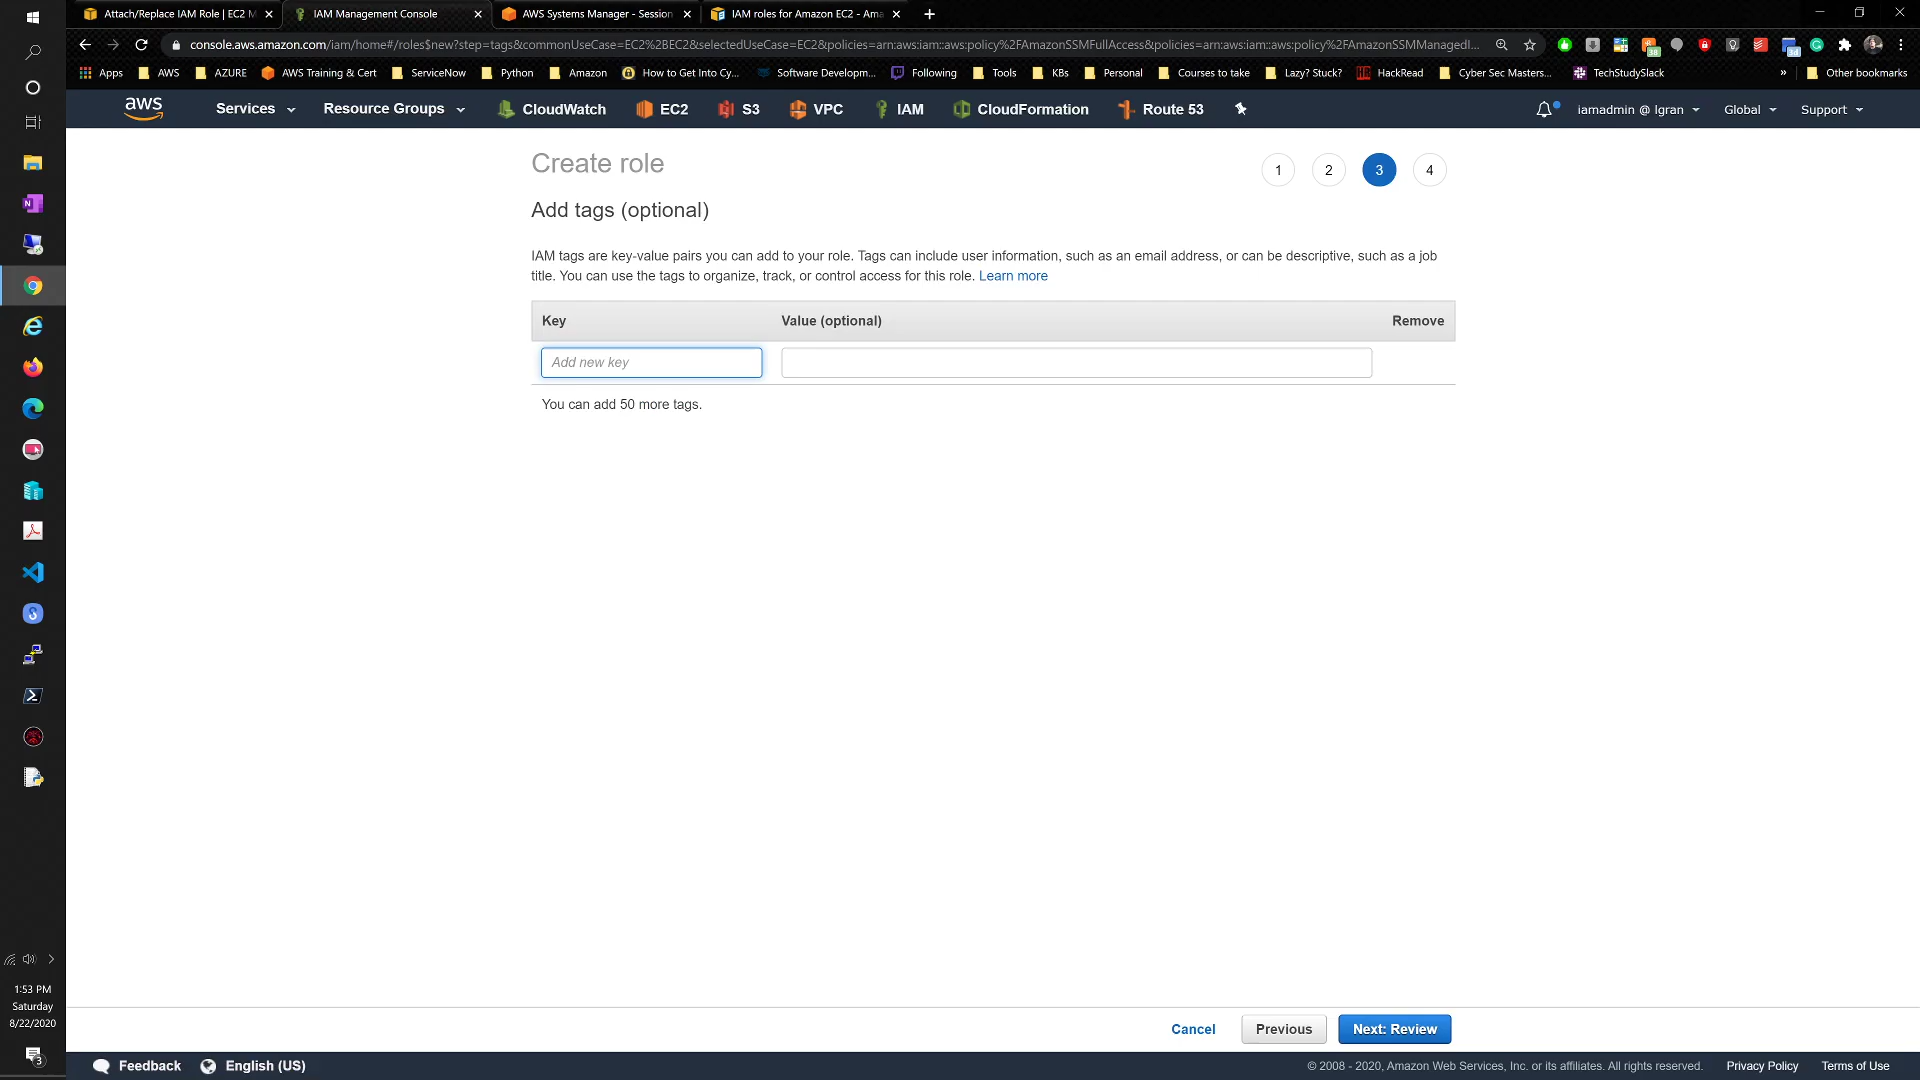 Attach/Replace IAM Role | EC2 M
IAM Management Console
AWS Systems Manager - Session
IAM roles for Amazon EC2 - Ama
console.aws.amazon.com/iam/home#/roles$new?step=tags&commonUseCase=EC2%2BEC2&selectedUseCase=EC2&policies=arn:aws:iam::aws:policy%2FAmazonSSMFullAccess&policies=arn:aws:iam::aws:policy%2FAmazonSSMManagedI...
Apps AWS AZURE AWS Training & Cert ServiceNow Python Amazon How to Get Into Cy... Software Developm... Following Tools KBs Personal Courses to take Lazy? Stuck? HackRead Cyber Sec Masters... TechStudySlack » Other bookmarks
aws Services Resource Groups CloudWatch EC2 S3 VPC IAM CloudFormation Route 53 iamadmin @ lgran Global Support
Create role
1 2 3 4
Add tags (optional)
IAM tags are key-value pairs you can add to your role. Tags can include user information, such as an email address, or can be descriptive, such as a job
title. You can use the tags to organize, track, or control access for this role. Learn more
Key Value (optional) Remove
Add new key
You can add 50 more tags.
1:53 PM
Saturday
8/22/2020
3
Cancel Previous Next: Review
Feedback English (US)
© 2008 - 2020, Amazon Web Services, Inc. or its affiliates. All rights reserved. Privacy Policy Terms of Use